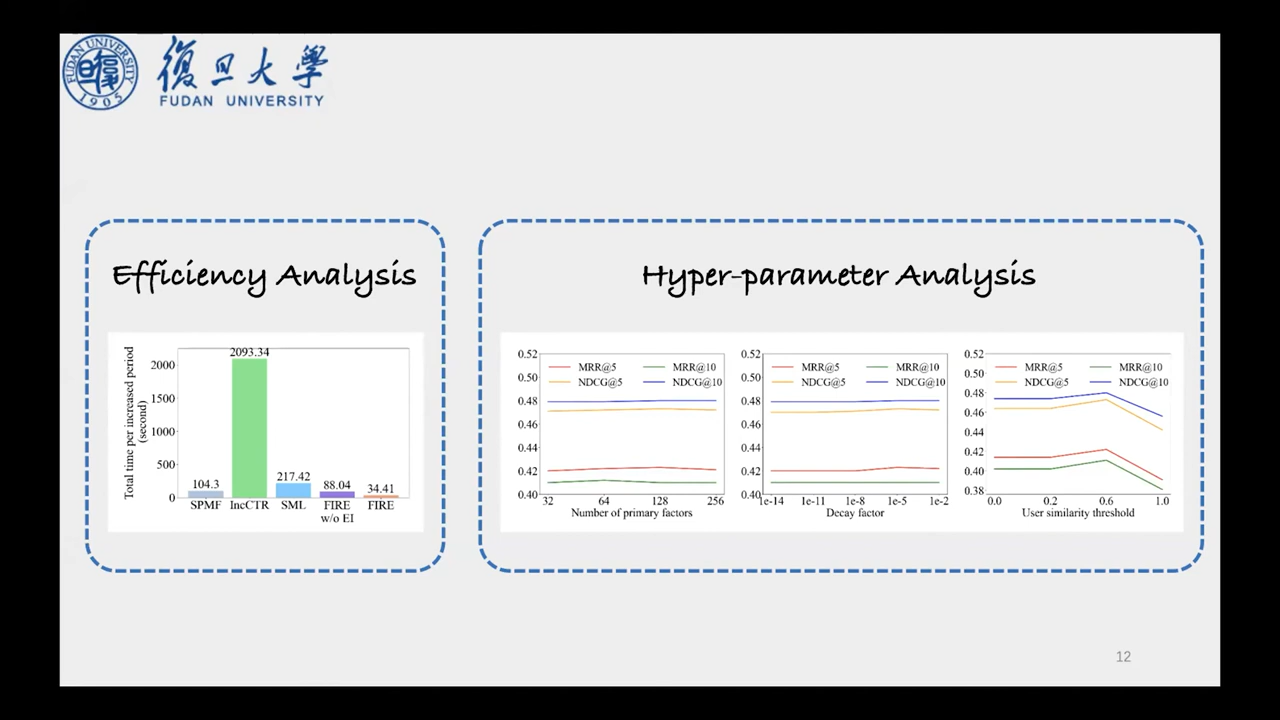 FUDAN UNIVERSITY
1905
復旦大學
FUDAN UNIVERSITY
Efficiency Analysis
Total time per increased period
(second)
2000
1500
1000
500
0
104.3
2093.34
217.42
88.04
34.41
SPMF IncCTR SML FIRE FIRE
w/o EI
Hyper-parameter Analysis
0.52
0.50
0.48
0.46
0.44
0.42
0.40
MRR@5 MRR@10
NDCG@5 NDCG@10
32 64 128 256
Number of primary factors
0.52
0.50
0.48
0.46
0.44
0.42
0.40
MRR@5 MRR@10
NDCG@5 NDCG@10
1e-14 1e-11 1e-8 1e-5 1e-2
Decay factor
0.52
0.50
0.48
0.46
0.44
0.42
0.40
0.38
MRR@5 MRR@10
NDCG@5 NDCG@10
0.0 0.2 0.6 1.0
User similarity threshold
12